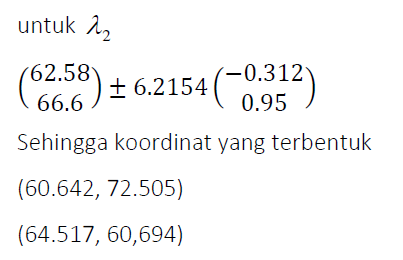 untuk λ₂
(62.58 66.6) ± 6.2154 (−0.312 0.95)
Sehingga koordinat yang terbentuk
(60.642, 72.505)
(64.517, 60,694)